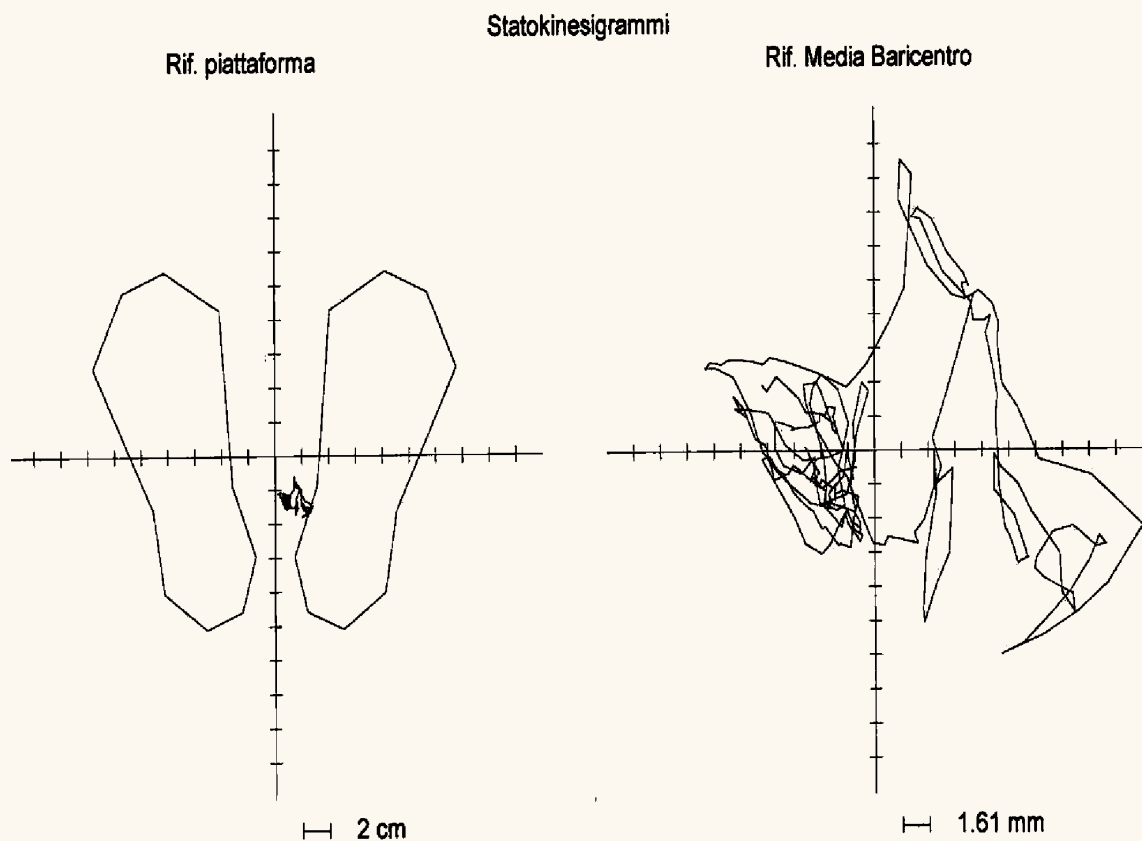 Statokinesigrammi
Rif. piattaforma
Rif. Media Baricentro
2 cm
1.61 mm